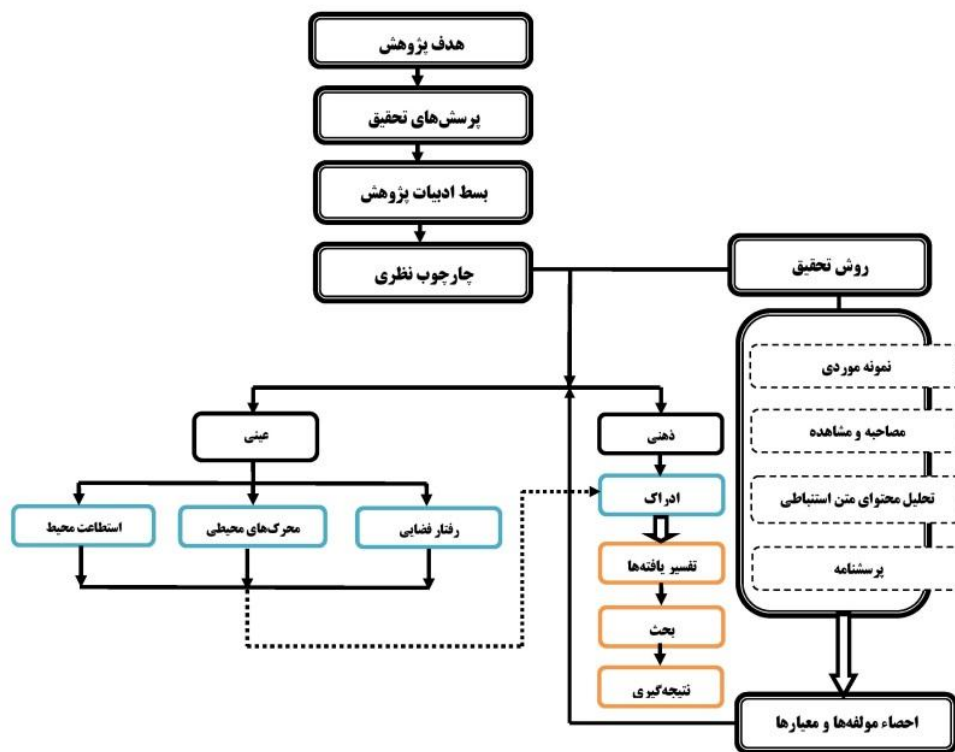 هدف پژوهش
پرسش‌های تحقیق
بسط ادبیات پژوهش
چارچوب نظری
روش تحقیق
نمونه موردی
مصاحبه و مشاهده
تحلیل محتوای متن استنباطی
پرسشنامه
احصاء مولفه‌ها و معیارها
ذهنی
عینی
ادراک
رفتار فضایی
محرک‌های محیطی
استطاعت محیط
تفسیر یافته‌ها
بحث
نتیجه‌گیری